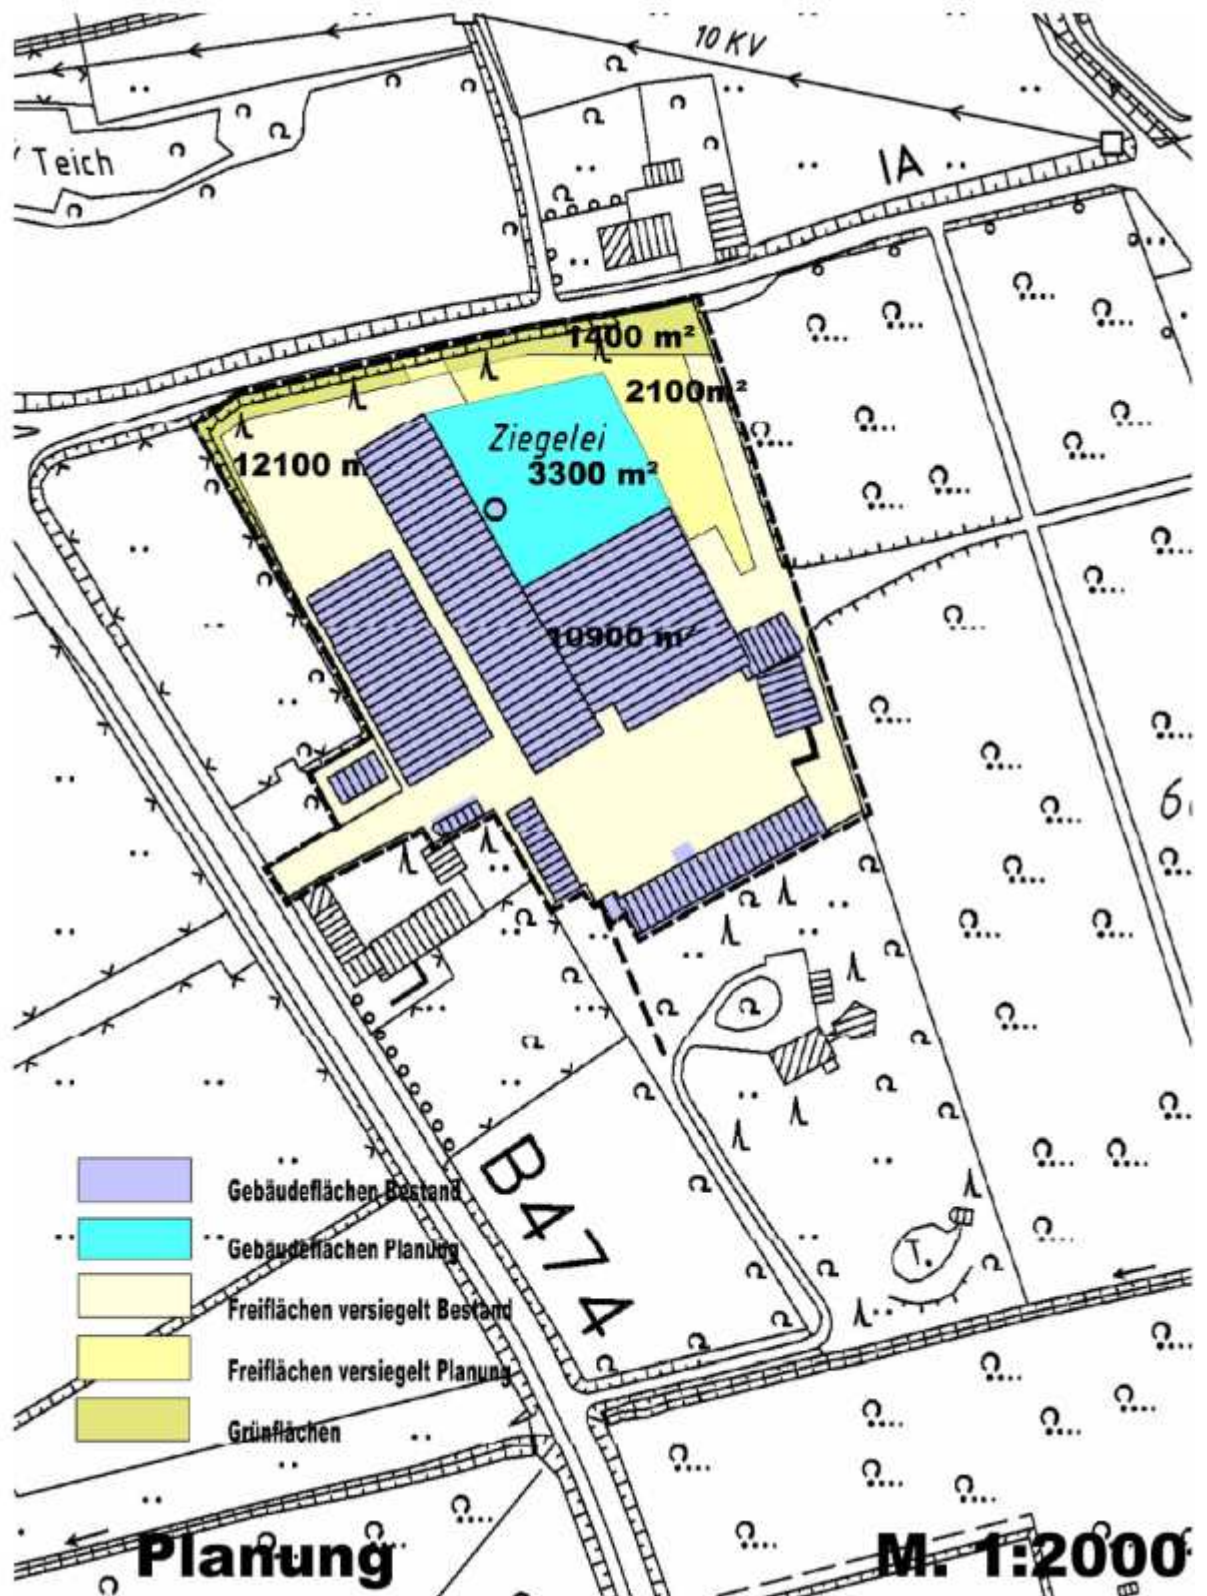 10 KV
Teich
1A
1400 m²
2100m²
Ziegelei
12100 m
3300 m²
10900 m²
B474
T.
Gebäudeflächen Bestand
Gebäudeflächen Planung
Freiflächen versiegelt Bestand
Freiflächen versiegelt Planung
Grünflächen
Planung
M. 1:2000